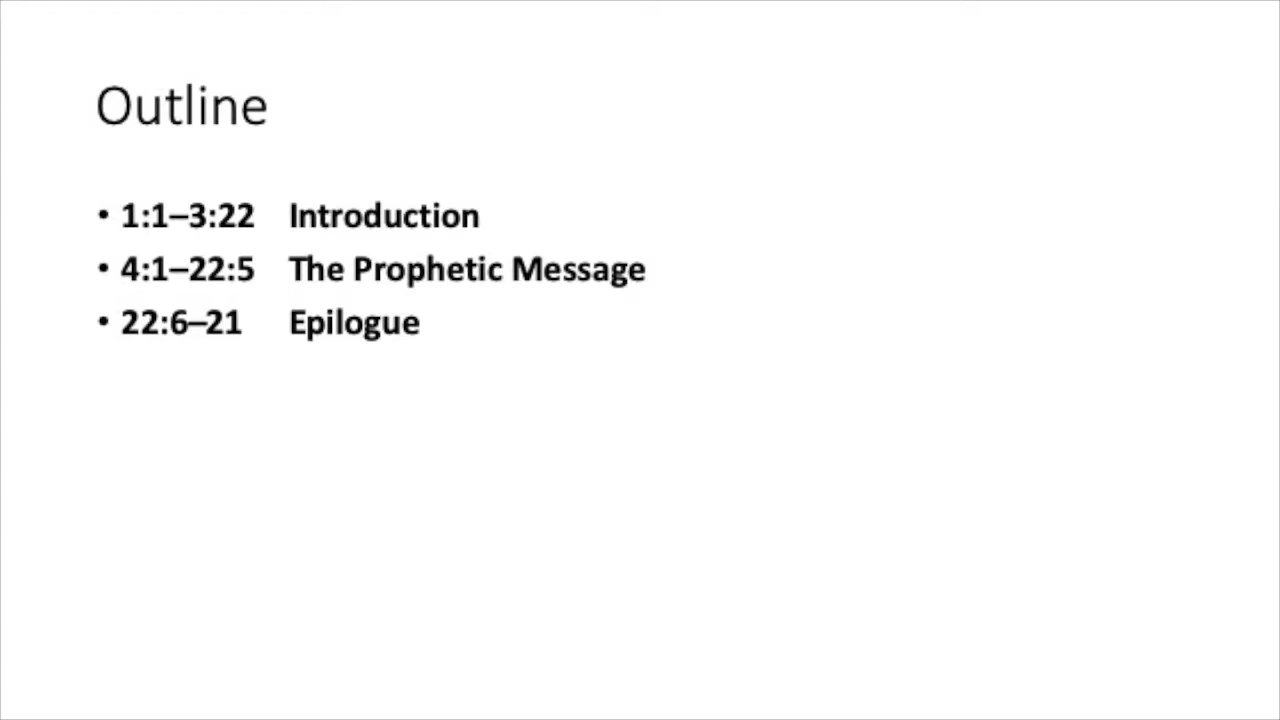 Outline
• 1:1–3:22 Introduction
• 4:1–22:5 The Prophetic Message
• 22:6–21 Epilogue